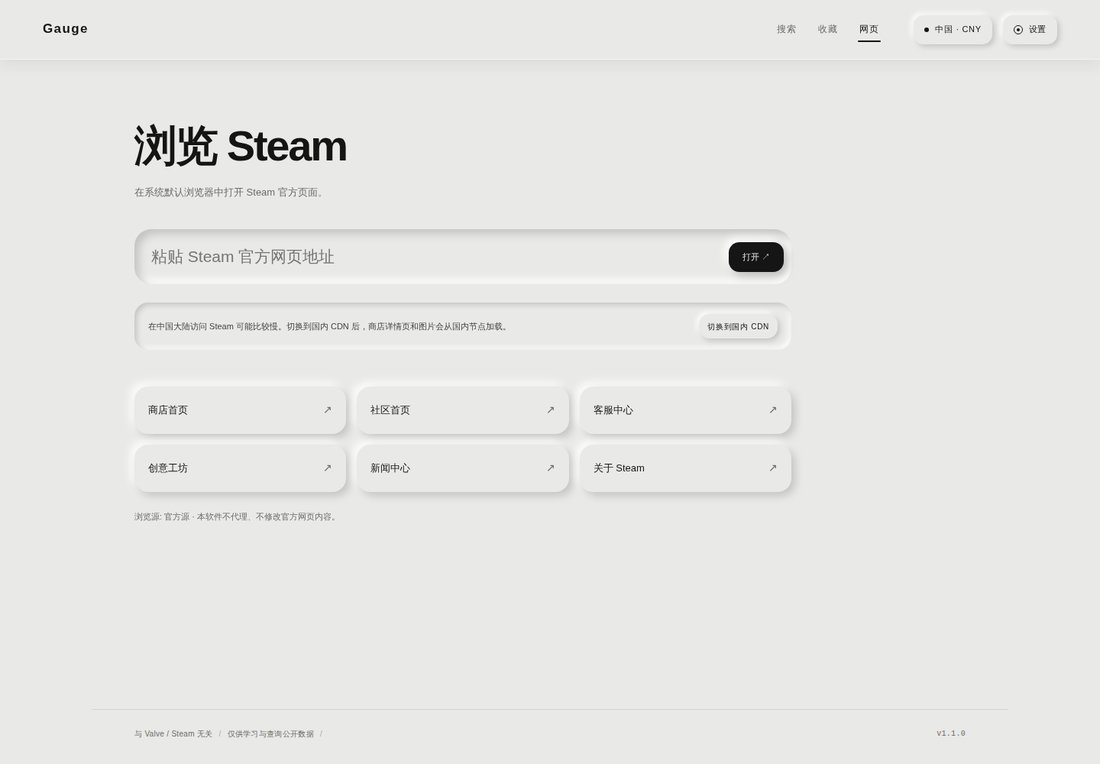 Gauge
搜索
收藏
网页
中国 · CNY
设置
浏览 Steam
在系统默认浏览器中打开 Steam 官方页面。
粘贴 Steam 官方网页地址
打开 ↗
在中国大陆访问 Steam 可能比较慢。切换到国内 CDN 后，商店详情页和图片会从国内节点加载。
切换到国内 CDN
商店首页 ↗
社区首页 ↗
客服中心 ↗
创意工坊 ↗
新闻中心 ↗
关于 Steam ↗
浏览源: 官方源 · 本软件不代理、不修改官方网页内容。
与 Valve / Steam 无关 / 仅供学习与查询公开数据 /
v1.1.0